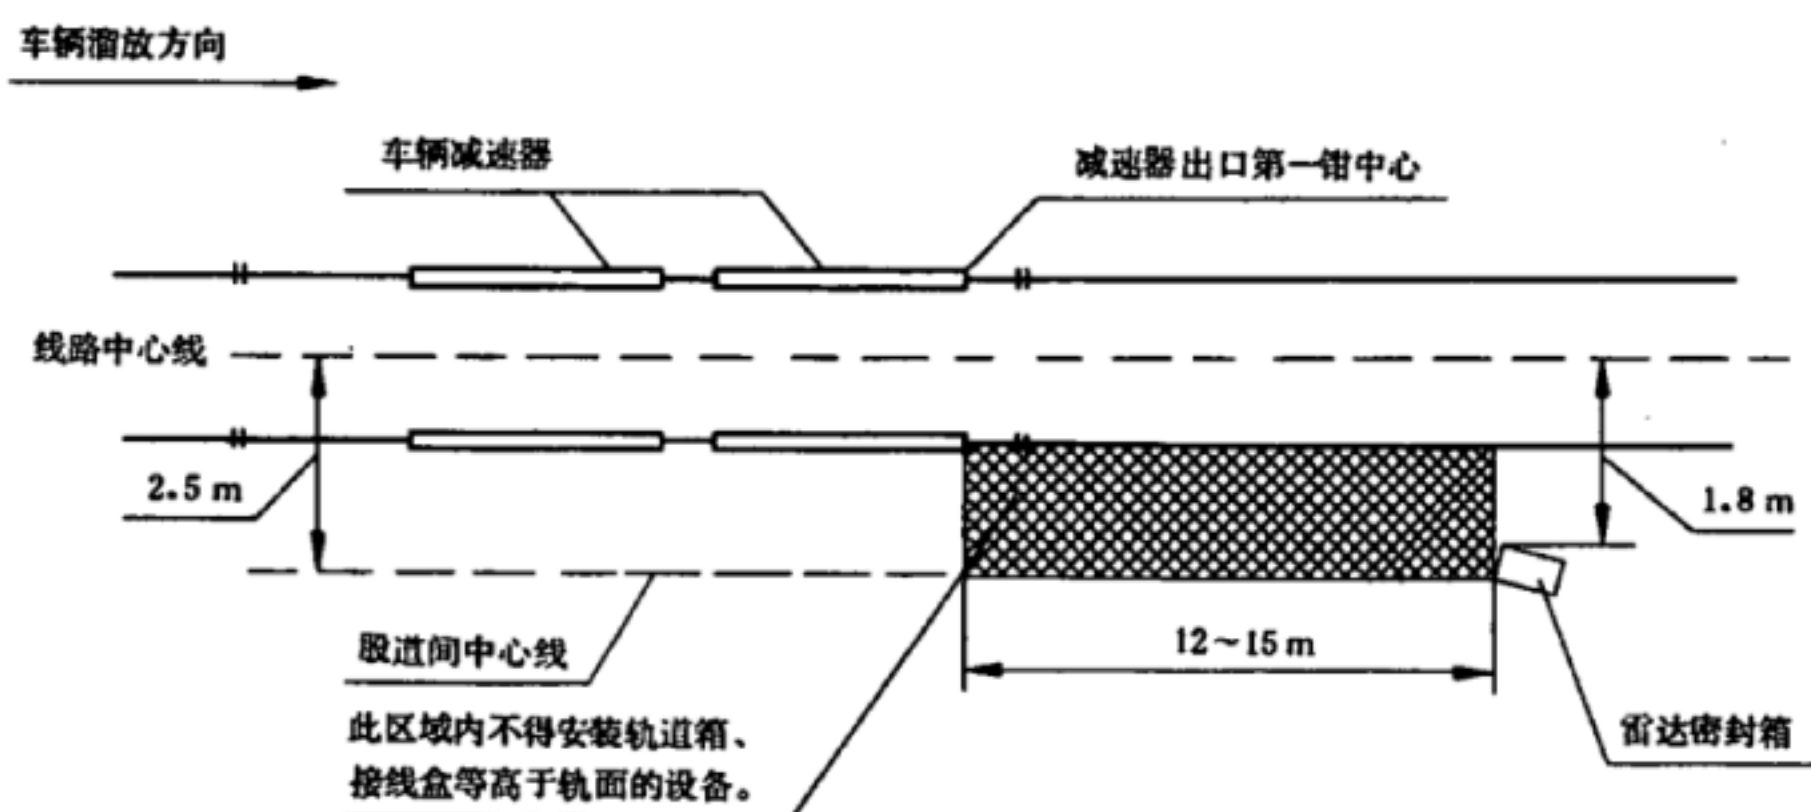 车辆溜放方向
车辆减速器
减速器出口第一钳中心
线路中心线
2.5 m
1.8 m
股道间中心线
12～15 m
此区域内不得安装轨道箱、
接线盒等高于轨面的设备。
雷达密封箱